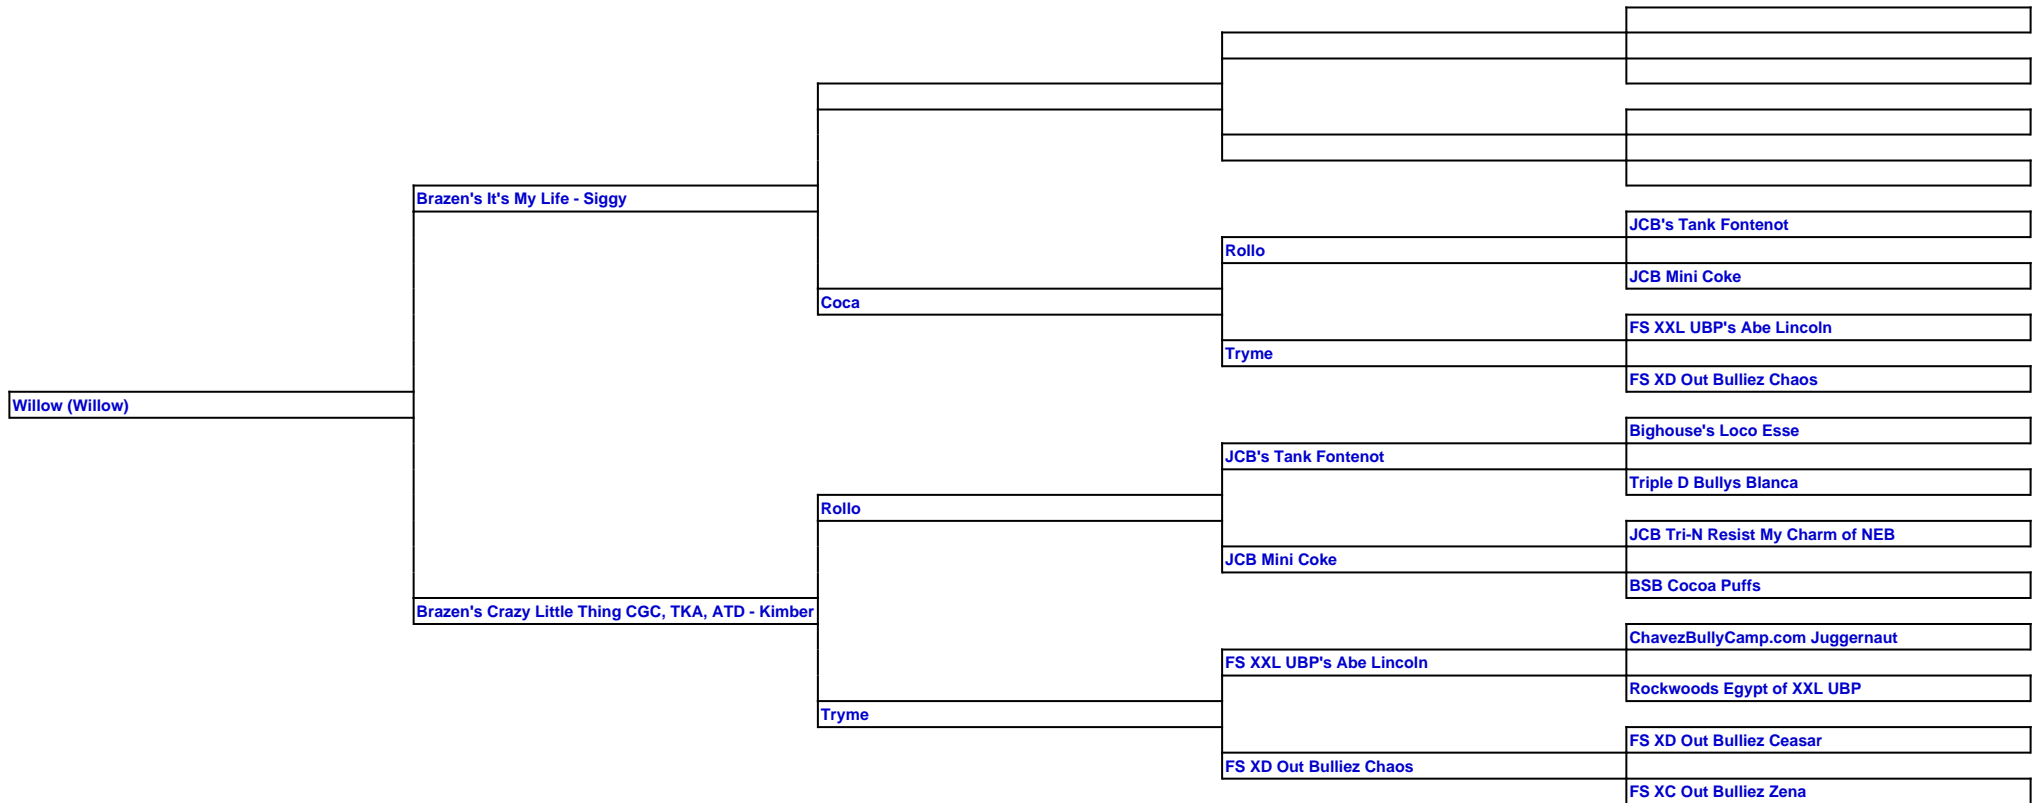 Brazen's It's My Life - Siggy
JCB's Tank Fontenot
Rollo
JCB Mini Coke
Coca
FS XXL UBP's Abe Lincoln
Tryme
FS XD Out Bulliez Chaos
Willow (Willow)
Bighouse's Loco Esse
JCB's Tank Fontenot
Triple D Bullys Blanca
Rollo
JCB Tri-N Resist My Charm of NEB
JCB Mini Coke
BSB Cocoa Puffs
Brazen's Crazy Little Thing CGC, TKA, ATD - Kimber
ChavezBullyCamp.com Juggernaut
FS XXL UBP's Abe Lincoln
Rockwoods Egypt of XXL UBP
Tryme
FS XD Out Bulliez Ceasar
FS XD Out Bulliez Chaos
FS XC Out Bulliez Zena